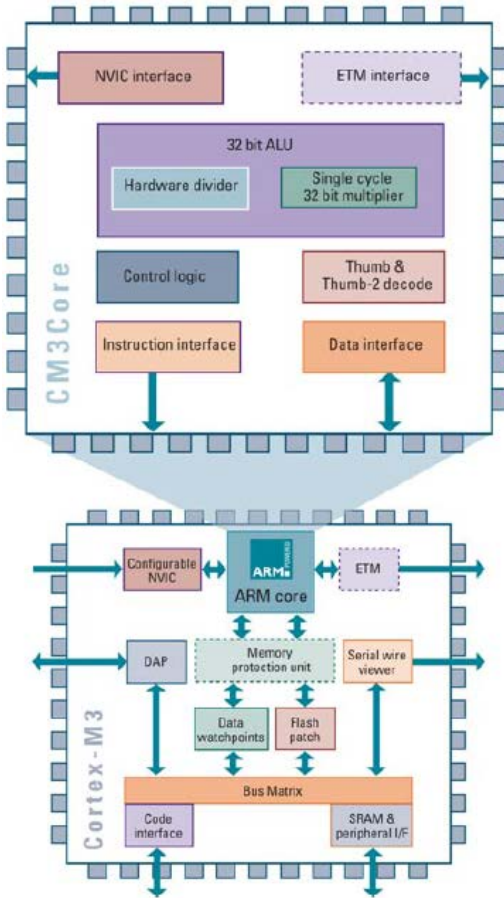 NVIC interface
ETM interface
32 bit ALU
Hardware divider
Single cycle
32 bit multiplier
Control logic
Thumb &
Thumb-2 decode
Instruction interface
Data interface
CM3Core
Configurable
NVIC
ARM
POWERED
ARM core
ETM
DAP
Memory
protection unit
Serial wire
viewer
Data
watchpoints
Flash
patch
Bus Matrix
Code
interface
SRAM &
peripheral I/F
Cortex-M3